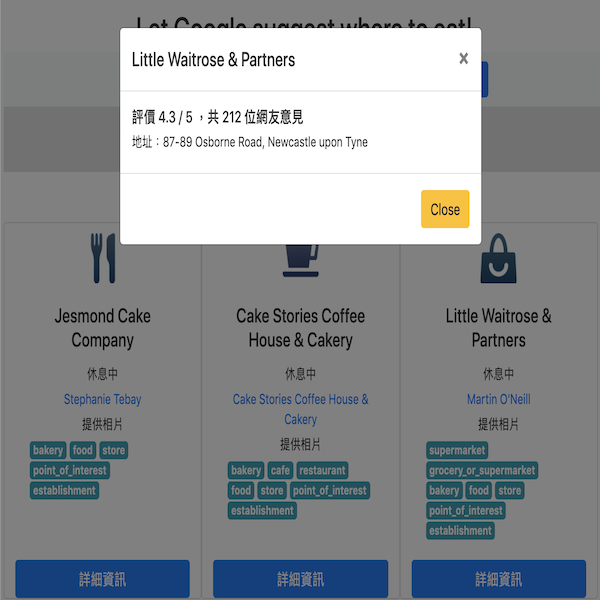 Let Google suggest where to eat!
Little Waitrose & Partners
×
評價 4.3 / 5 ，共 212 位網友意見
地址：87-89 Osborne Road, Newcastle upon Tyne
Close
Jesmond Cake
Company
休息中
Stephanie Tebay
提供相片
bakery food store
point_of_interest
establishment
詳細資訊
Cake Stories Coffee
House & Cakery
休息中
Cake Stories Coffee House &
Cakery
提供相片
bakery cafe restaurant
food store point_of_interest
establishment
詳細資訊
Little Waitrose &
Partners
休息中
Martin O'Neill
提供相片
supermarket
grocery_or_supermarket
bakery food store
point_of_interest
establishment
詳細資訊